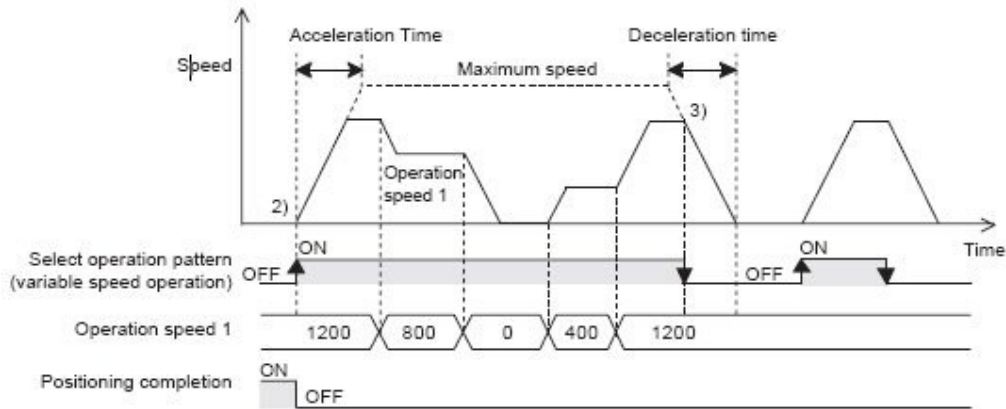 Acceleration Time
Deceleration time
Speed
Maximum speed
3)
Operation
speed 1
2)
Time
ON
ON
Select operation pattern
(variable speed operation)
OFF
OFF
Operation speed 1
1200
800
0
400
1200
ON
Positioning completion
OFF